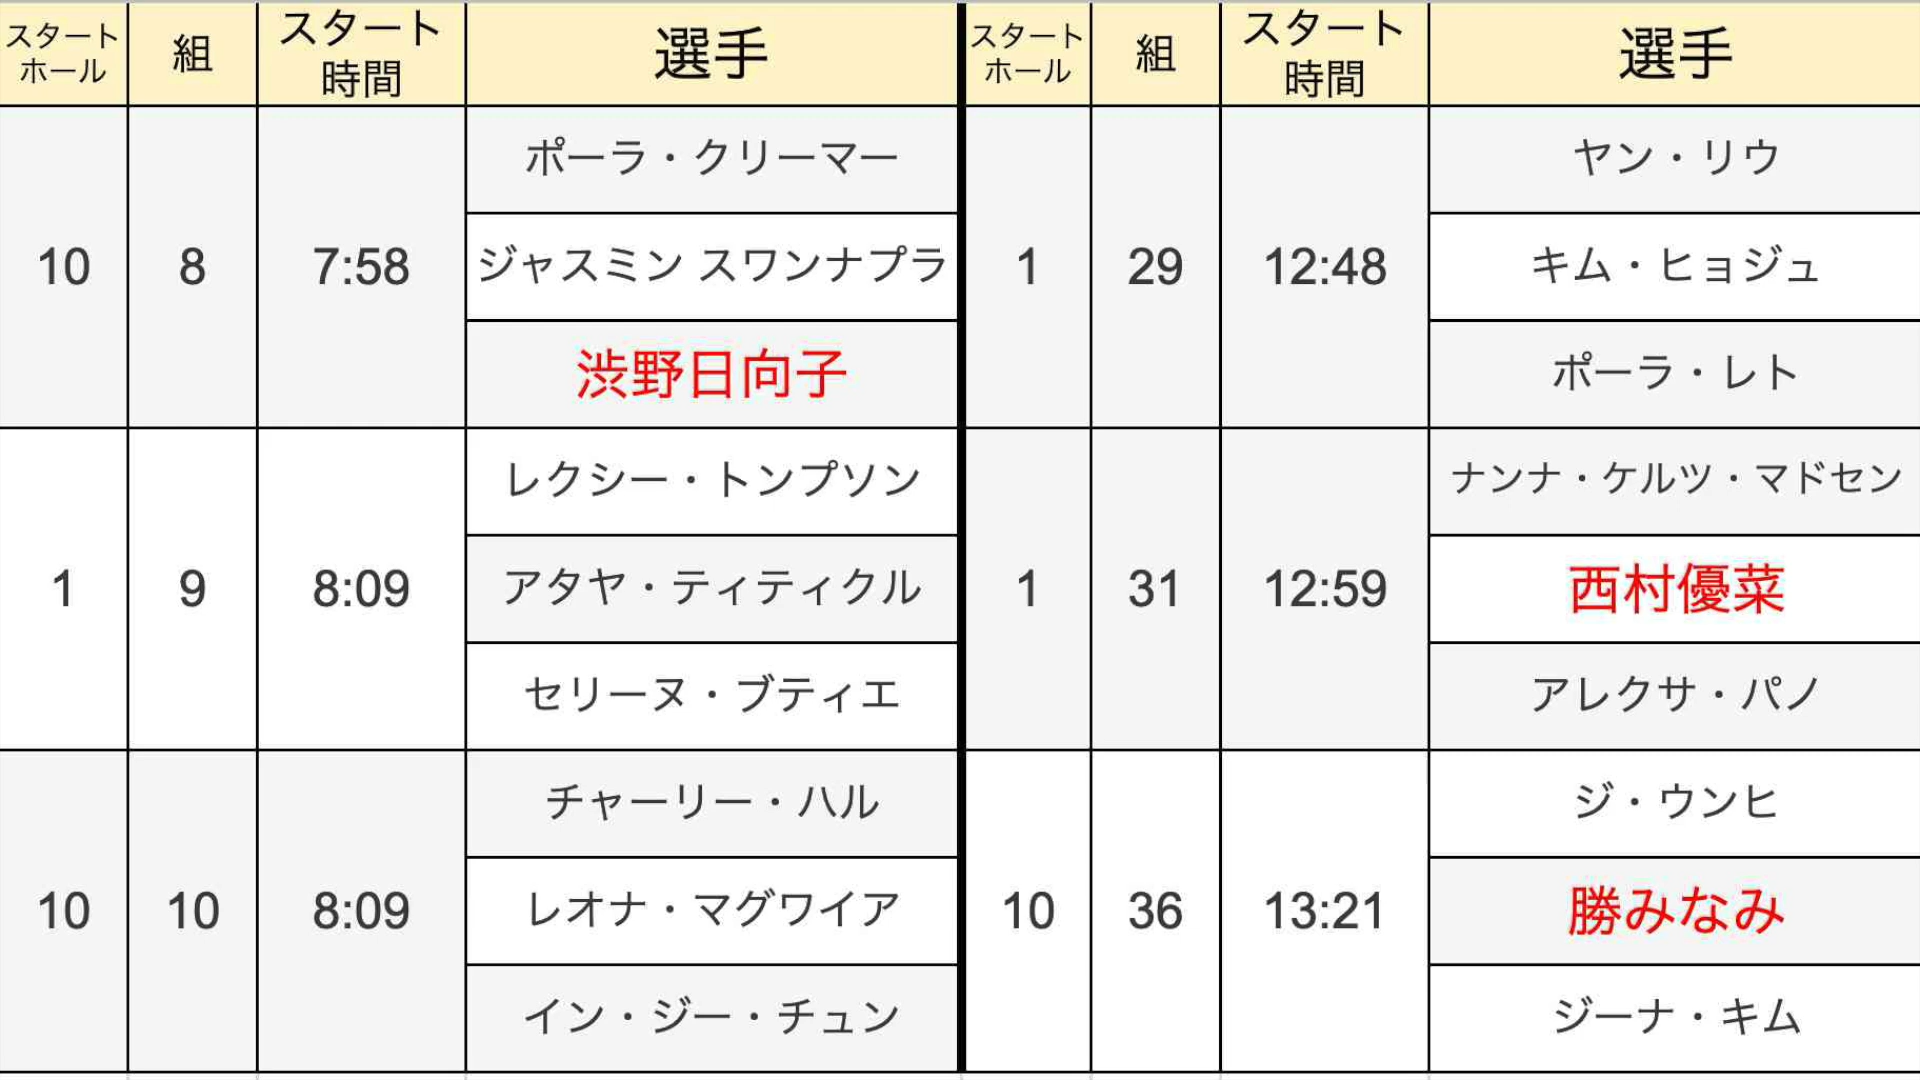 スタート
ホール
組
スタート
時間
選手
スタート
ホール
組
スタート
時間
選手
10
8
7:58
ポーラ・クリーマー
ジャスミン スワンナプラ
渋野日向子
1
29
12:48
ヤン・リウ
キム・ヒョジュ
ポーラ・レト
1
9
8:09
レクシー・トンプソン
アタヤ・ティティクル
セリーヌ・ブティエ
1
31
12:59
ナンナ・ケルツ・マドセン
西村優菜
アレクサ・パノ
10
10
8:09
チャーリー・ハル
レオナ・マグワイア
イン・ジー・チュン
10
36
13:21
ジ・ウンヒ
勝みなみ
ジーナ・キム